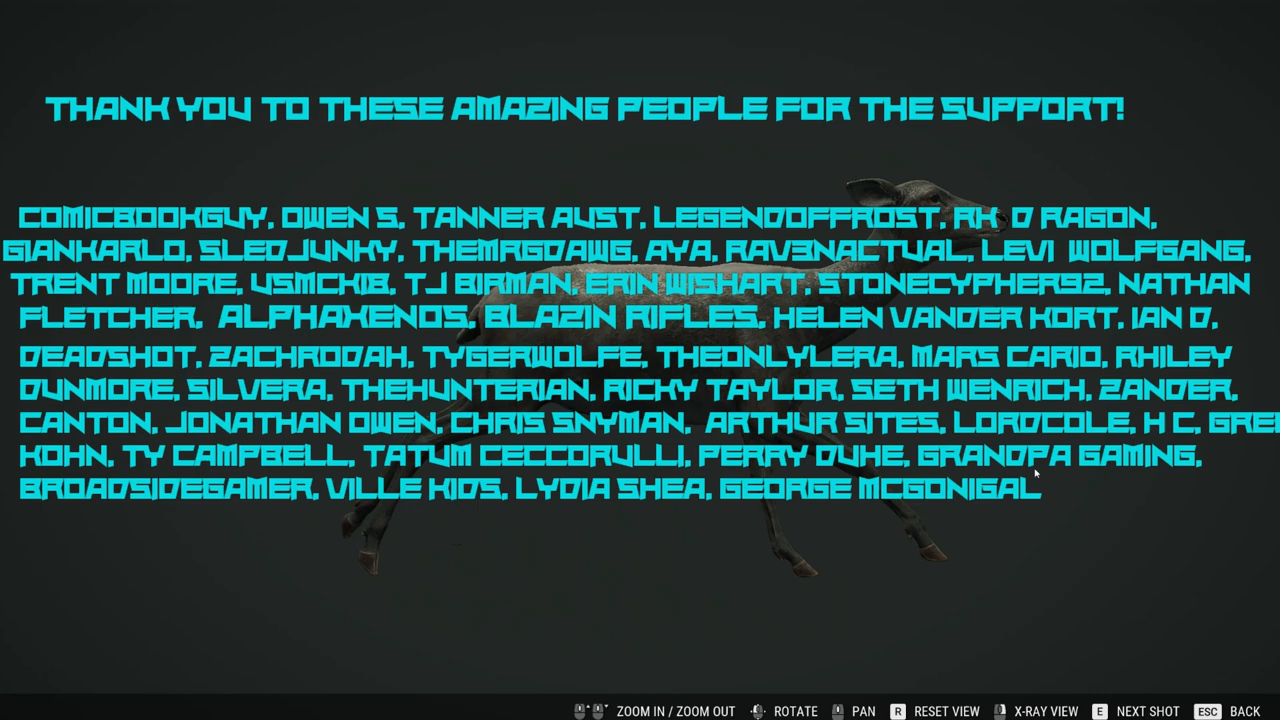 THANK YOU TO THESE AMAZING PEOPLE FOR THE SUPPORT!
COMICBOOKGUY, OWEN S, TANNER AUST, LEGENDOFFROST, RK D RAGON,
GIANKARLO, SLEDJUNKY, THEMRGDAWG, AYA, RAV3NACTUAL, LEVI WOLFGANG,
TRENT MOORE, USMCK18, TJ BIRMAN, ERIN WISHART, STONECYPHER92, NATHAN
FLETCHER, ALPHAXENOS, BLAZIN RIFLES, HELEN VANDER KORT, IAN D,
DEADSHOT, ZACHRODAH, TYGERWOLFE, THEONLYLERA, MARS CARIO, RHILEY
DUNMORE, SILVERA, THEHUNTERIAN, RICKY TAYLOR, SETH WENRICH, ZANDER,
CANTON, JONATHAN OWEN, CHRIS SNYMAN, ARTHUR SITES, LORDCOLE, H C,
KOHN, TY CAMPBELL, TATUM CECCORULLI, PERRY DUHE, GRANDPA GAMING,
BROADSIDEGAMER, VILLE KIDS, LYDIA SHEA, GEORGE MCGONIGAL
ZOOM IN / ZOOM OUT ROTATE PAN R RESET VIEW X-RAY VIEW E NEXT SHOT ESC BACK